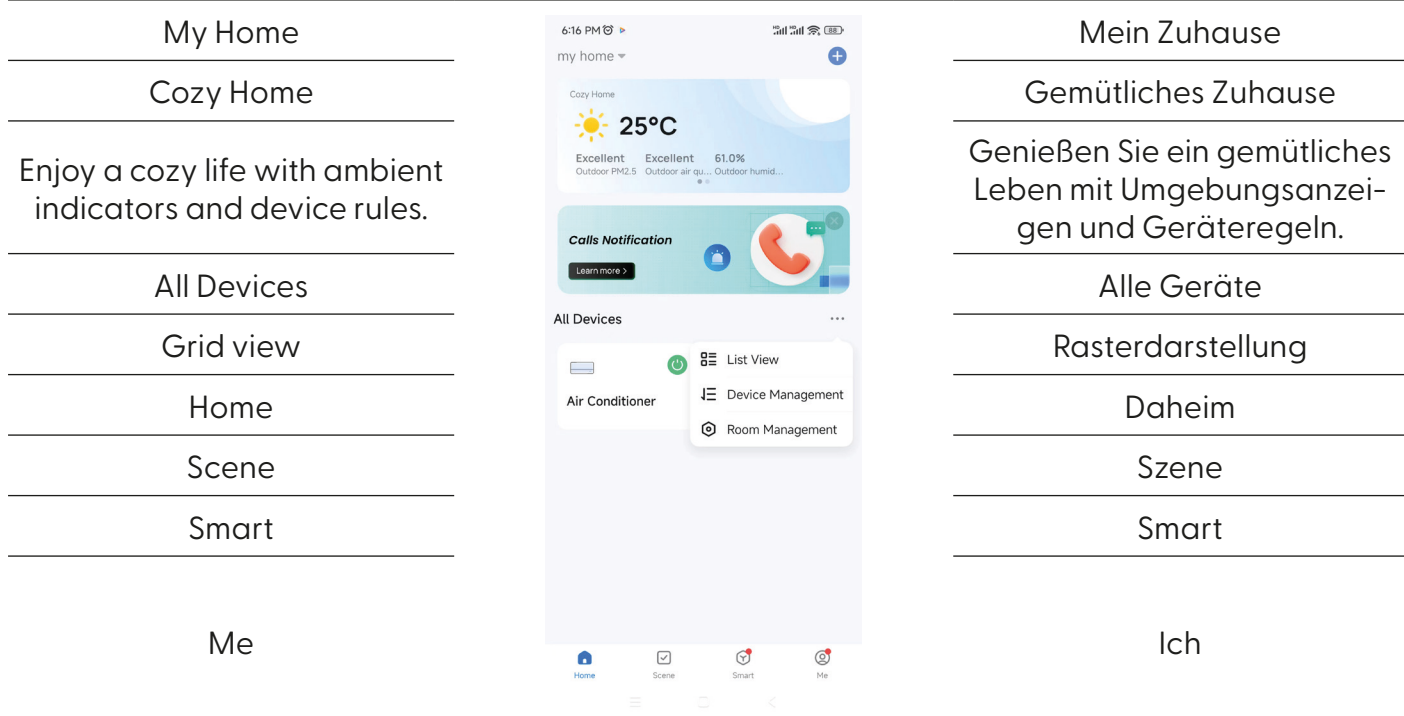 My Home
Cozy Home
Enjoy a cozy life with ambient
indicators and device rules.
All Devices
Grid view
Home
Scene
Smart
Me
6:16 PM
88
my home
Cozy Home
25°C
Excellent Excellent 61.0%
Outdoor PM2.5 Outdoor air qu... Outdoor humid...
Calls Notification
Learn more >
All Devices
List View
Air Conditioner
Device Management
Room Management
Home Scene Smart Me
Mein Zuhause
Gemütliches Zuhause
Genießen Sie ein gemütliches
Leben mit Umgebungsanzei-
gen und Geräteregeln.
Alle Geräte
Rasterdarstellung
Daheim
Szene
Smart
Ich